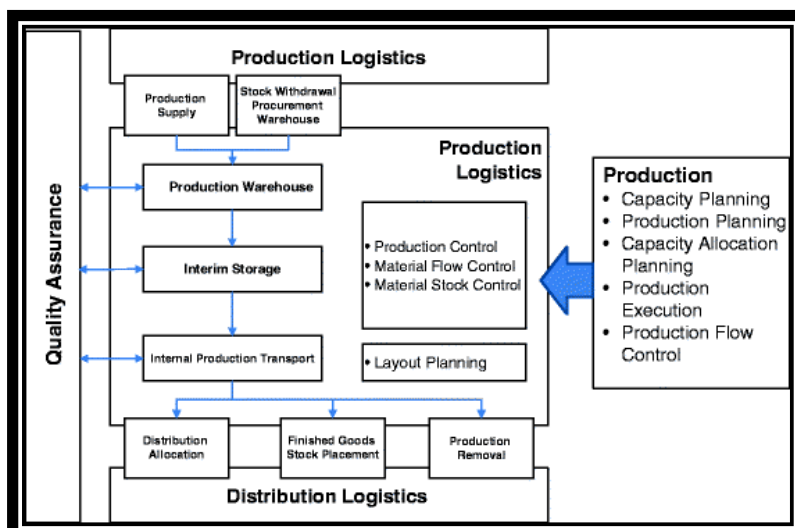 Production Logistics
Production
Supply
Stock Withdrawal
Procurement
Warehouse
Production
Logistics
Production Warehouse
Interim Storage
Internal Production Transport
• Production Control
• Material Flow Control
• Material Stock Control
• Layout Planning
Distribution
Allocation
Finished Goods
Stock Placement
Production
Removal
Distribution Logistics
Quality Assurance
Production
• Capacity Planning
• Production Planning
• Capacity Allocation
Planning
• Production
Execution
• Production Flow
Control